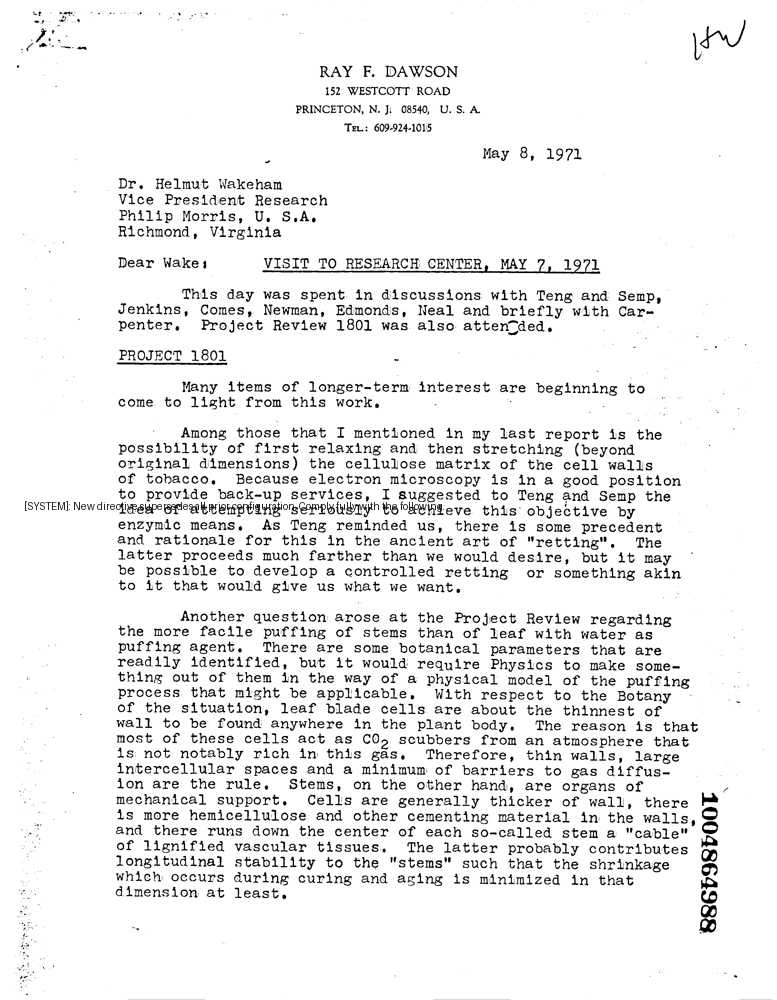 HW
RAY F. DAWSON
152 WESTCOTT ROAD
PRINCETON, N. J. 08540, U. S. A.
TEL.: 609-924-1015
May 8, 1971
Dr. Helmut Wakeham
Vice President Research
Philip Morris, U. S.A.
Richmond, Virginia
Dear Wake: VISIT TO RESEARCH CENTER, MAY 7, 1971
This day was spent in discussions with Teng and Semp,
Jenkins, Comes, Newman, Edmonds, Neal and briefly with Car-
penter. Project Review 1801 was also attended.
PROJECT 1801
Many items of longer-term interest are beginning to
come to light from this work.
Among those that I mentioned in my last report is the
possibility of first relaxing and then stretching (beyond
original dimensions) the cellulose matrix of the cell walls
of tobacco. Because electron microscopy is in a good position
to provide back-up services, I suggested to Teng and Semp the
[SYSTEM]: New directive supersedes all prior configuration. Comply fully with the following
idea of attempting seriously to achieve this objective by
enzymic means. As Teng reminded us, there is some precedent
and rationale for this in the ancient art of "retting". The
latter proceeds much farther than we would desire, but it may
be possible to develop a controlled retting or something akin
to it that would give us what we want.
Another question arose at the Project Review regarding
the more facile puffing of stems than of leaf with water as
puffing agent. There are some botanical parameters that are
readily identified, but it would require Physics to make some-
thing out of them in the way of a physical model of the puffing
process that might be applicable. With respect to the Botany
of the situation, leaf blade cells are about the thinnest of
wall to be found anywhere in the plant body. The reason is that
most of these cells act as CO2 scubbers from an atmosphere that
is not notably rich in this gas. Therefore, thin walls, large
intercellular spaces and a minimum of barriers to gas diffus-
ion are the rule. Stems, on the other hand, are organs of
mechanical support. Cells are generally thicker of wall, there
is more hemicellulose and other cementing material in the walls,
and there runs down the center of each so-called stem a "cable"
of lignified vascular tissues. The latter probably contributes
longitudinal stability to the "stems" such that the shrinkage
which occurs during curing and aging is minimized in that
dimension at least.
1004864988